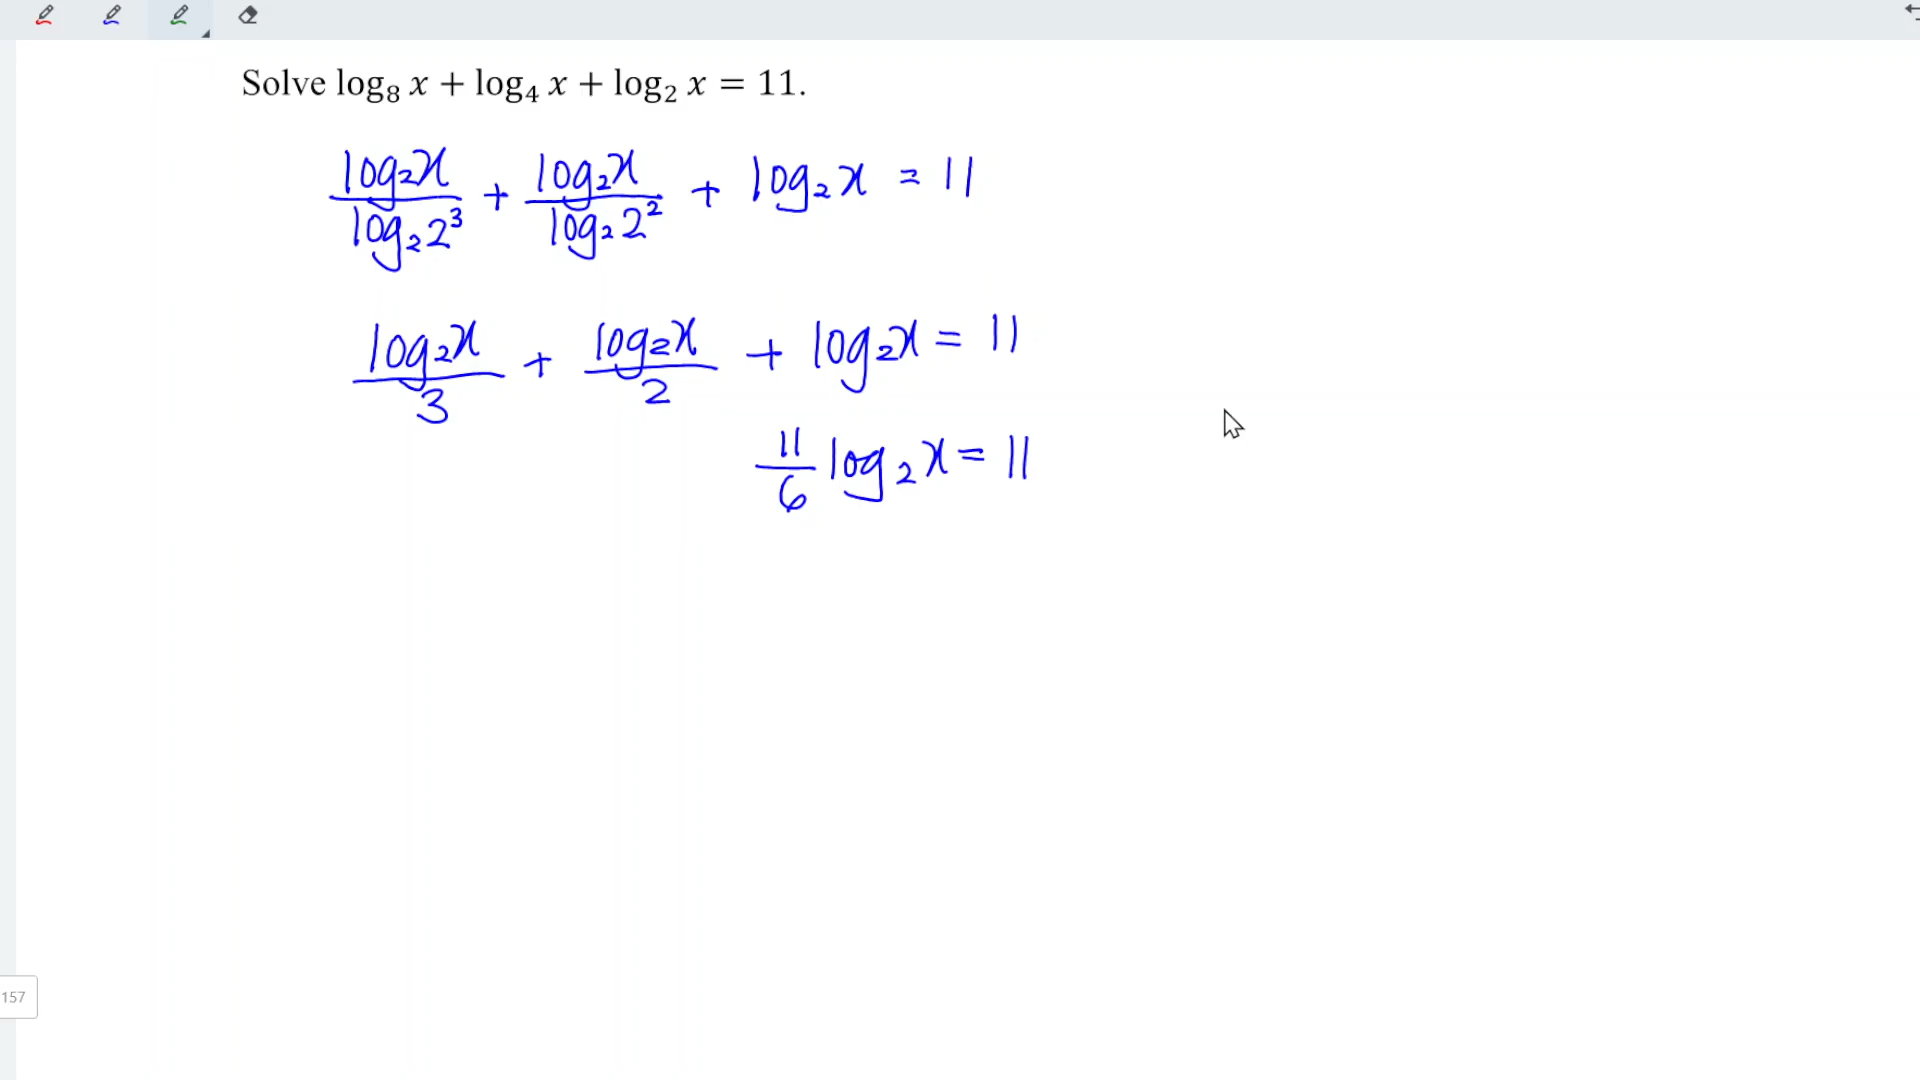 Solve log₈ x + log₄ x + log₂ x = 11.
log₂x/log₂2³ + log₂x/log₂2² + log₂x = 11
log₂x/3 + log₂x/2 + log₂x = 11
11/6 log₂x = 11
157